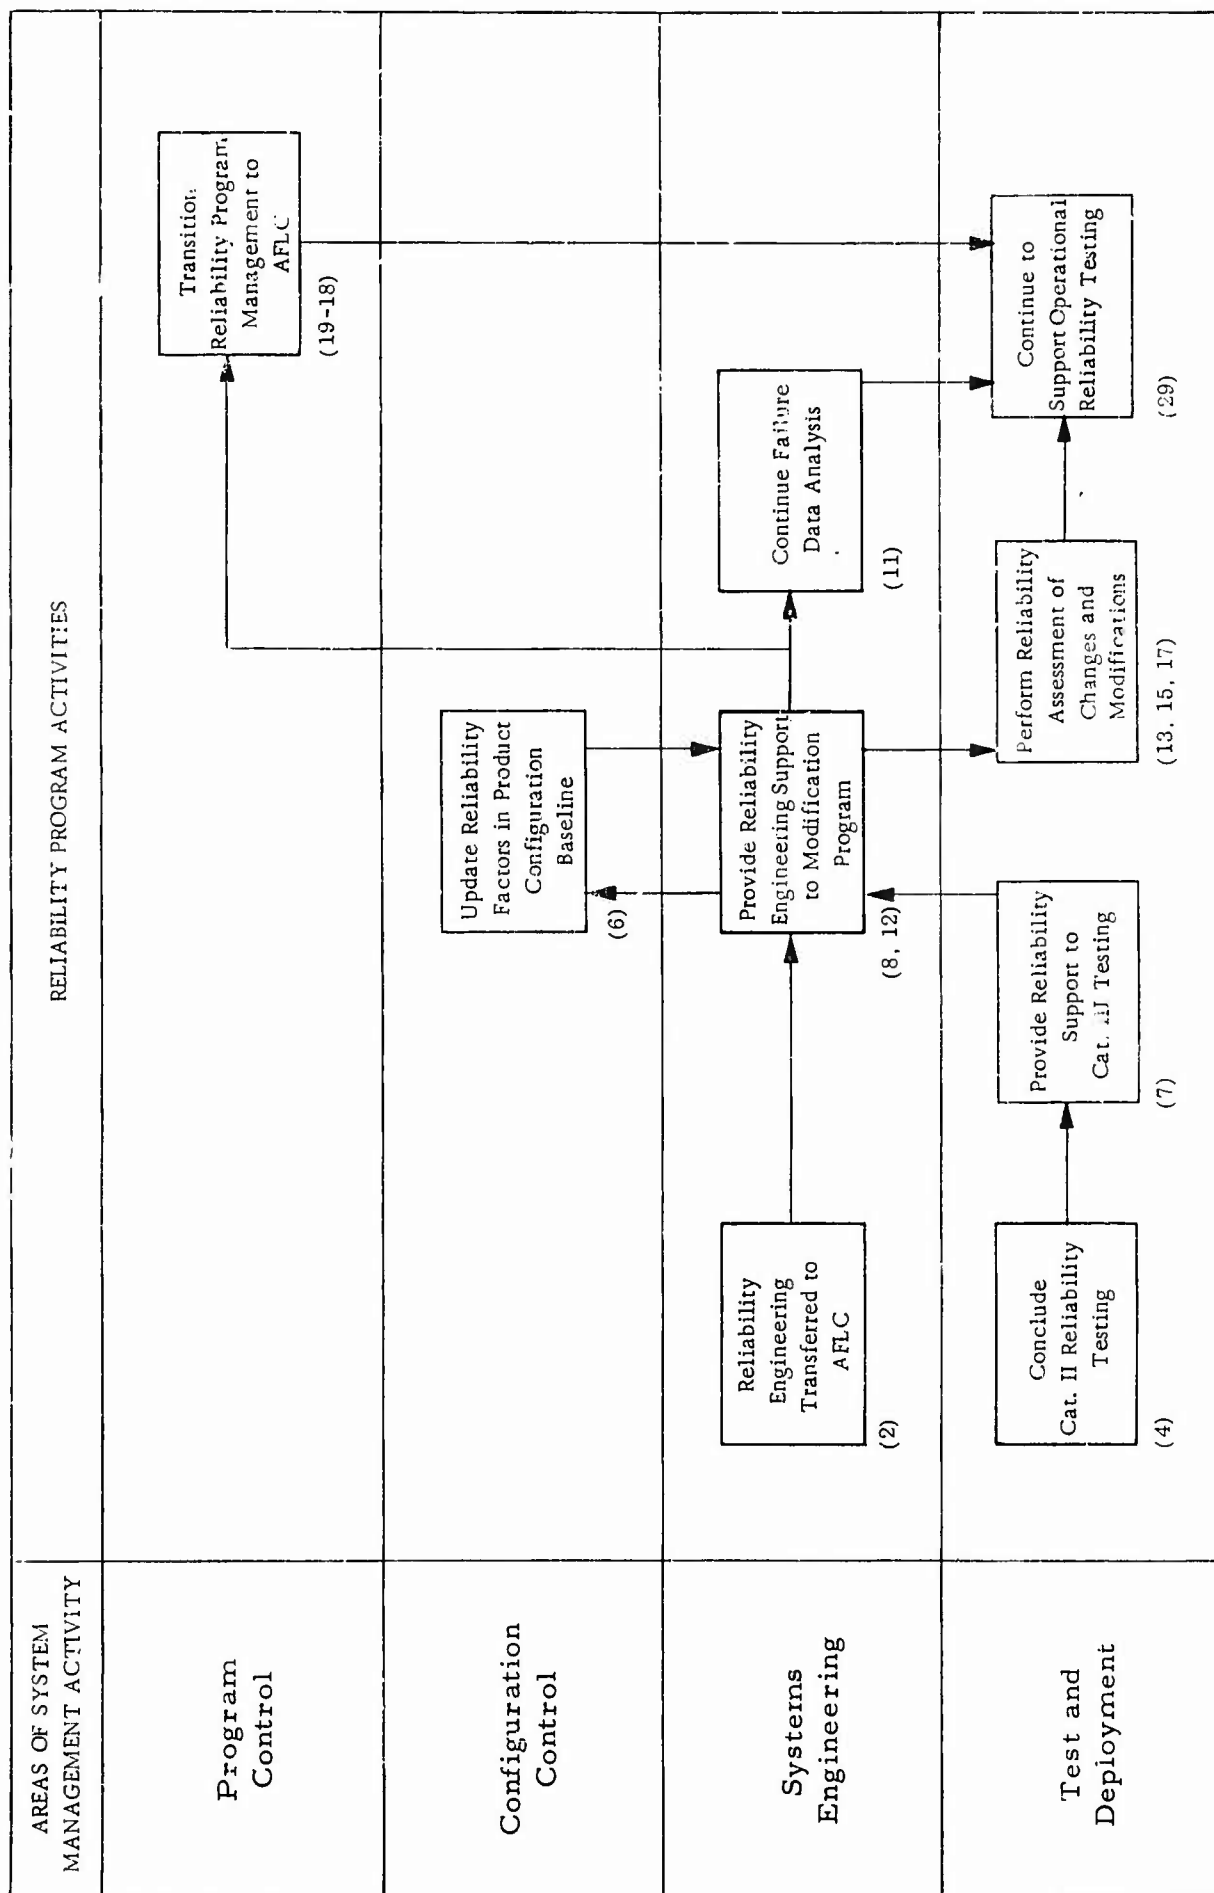 AREAS OF SYSTEM
MANAGEMENT ACTIVITY
RELIABILITY PROGRAM ACTIVITIES
Program
Control
Transition
Reliability Program
Management to
AFLC
(19-18)
Configuration
Control
Update Reliability
Factors in Product
Configuration
Baseline
(6)
Systems
Engineering
Reliability
Engineering
Transferred to
AFLC
(2)
Provide Reliability
Engineering Support
to Modification
Program
(8, 12)
Continue Failure
Data Analysis
(11)
Test and
Deployment
Conclude
Cat. II Reliability
Testing
(4)
Provide Reliability
Support to
Cat. III Testing
(7)
Perform Reliability
Assessment of
Changes and
Modifications
(13, 15, 17)
Continue to
Support Operational
Reliability Testing
(29)